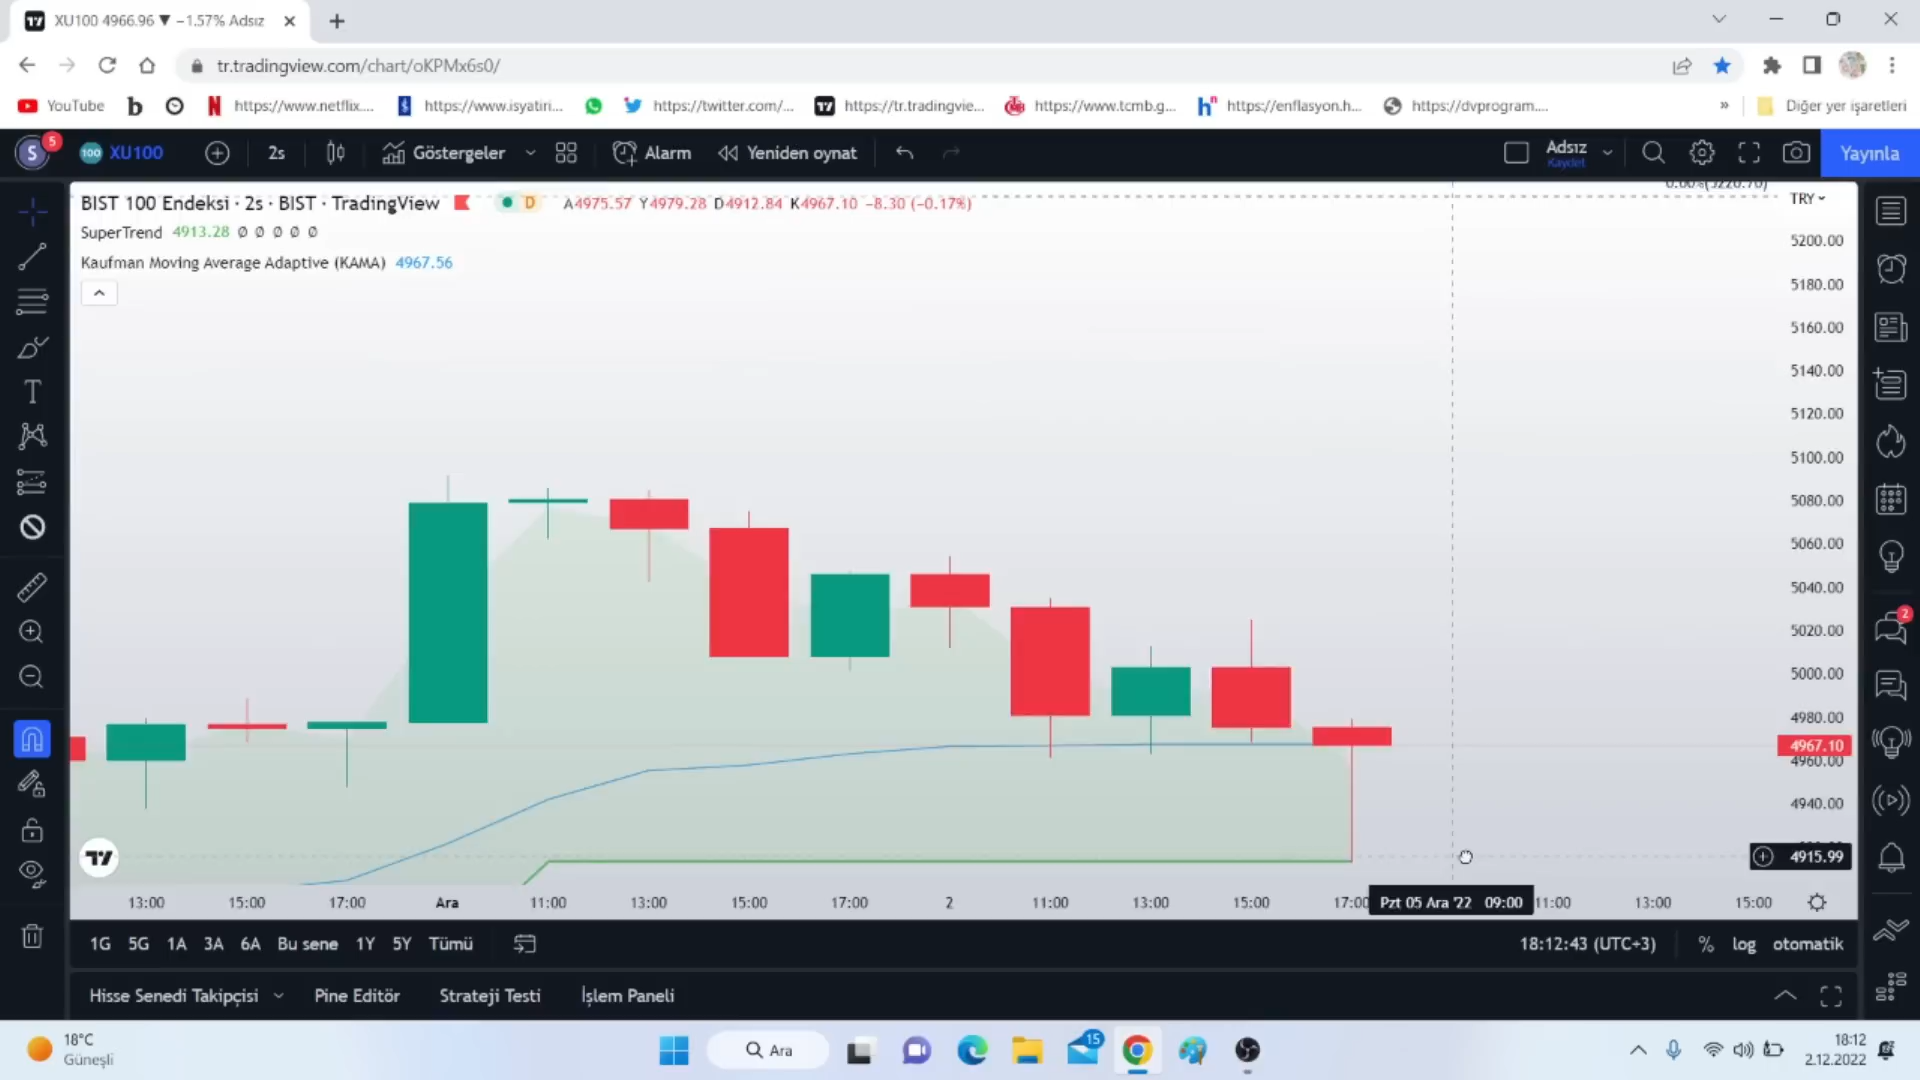 XU100 4966.96 ▼ −1.57% Adsız
tr.tradingview.com/chart/oKPMx6s0/
YouTube
https://www.netflix....
https://www.isyatiri...
https://twitter.com/...
https://tr.tradingvie...
https://www.tcmb.g...
https://enflasyon.h...
https://dvprogram....
»
Diğer yer işaretleri
S 5
100 XU100
2s
Göstergeler
Alarm
Yeniden oynat
Adsız
Kaydet
Yayınla
BIST 100 Endeksi · 2s · BIST · TradingView
D
A4975.57 Y4979.28 D4912.84 K4967.10 −8.30 (−0.17%)
0.00%(5220.70)
TRY
SuperTrend 4913.28 Ø Ø Ø Ø Ø
Kaufman Moving Average Adaptive (KAMA) 4967.56
5200.00
5180.00
5160.00
5140.00
5120.00
5100.00
5080.00
5060.00
5040.00
5020.00
5000.00
4980.00
4967.10
4960.00
4940.00
4915.99
2
13:00 15:00 17:00 Ara 11:00 13:00 15:00 17:00 2 11:00 13:00 15:00 17:00 Pzt 05 Ara '22 09:00 11:00 13:00 15:00
1G 5G 1A 3A 6A Bu sene 1Y 5Y Tümü
18:12:43 (UTC+3) % log otomatik
Hisse Senedi Takipçisi Pine Editör Strateji Testi İşlem Paneli
18°C
Güneşli
Ara
15
18:12
2.12.2022